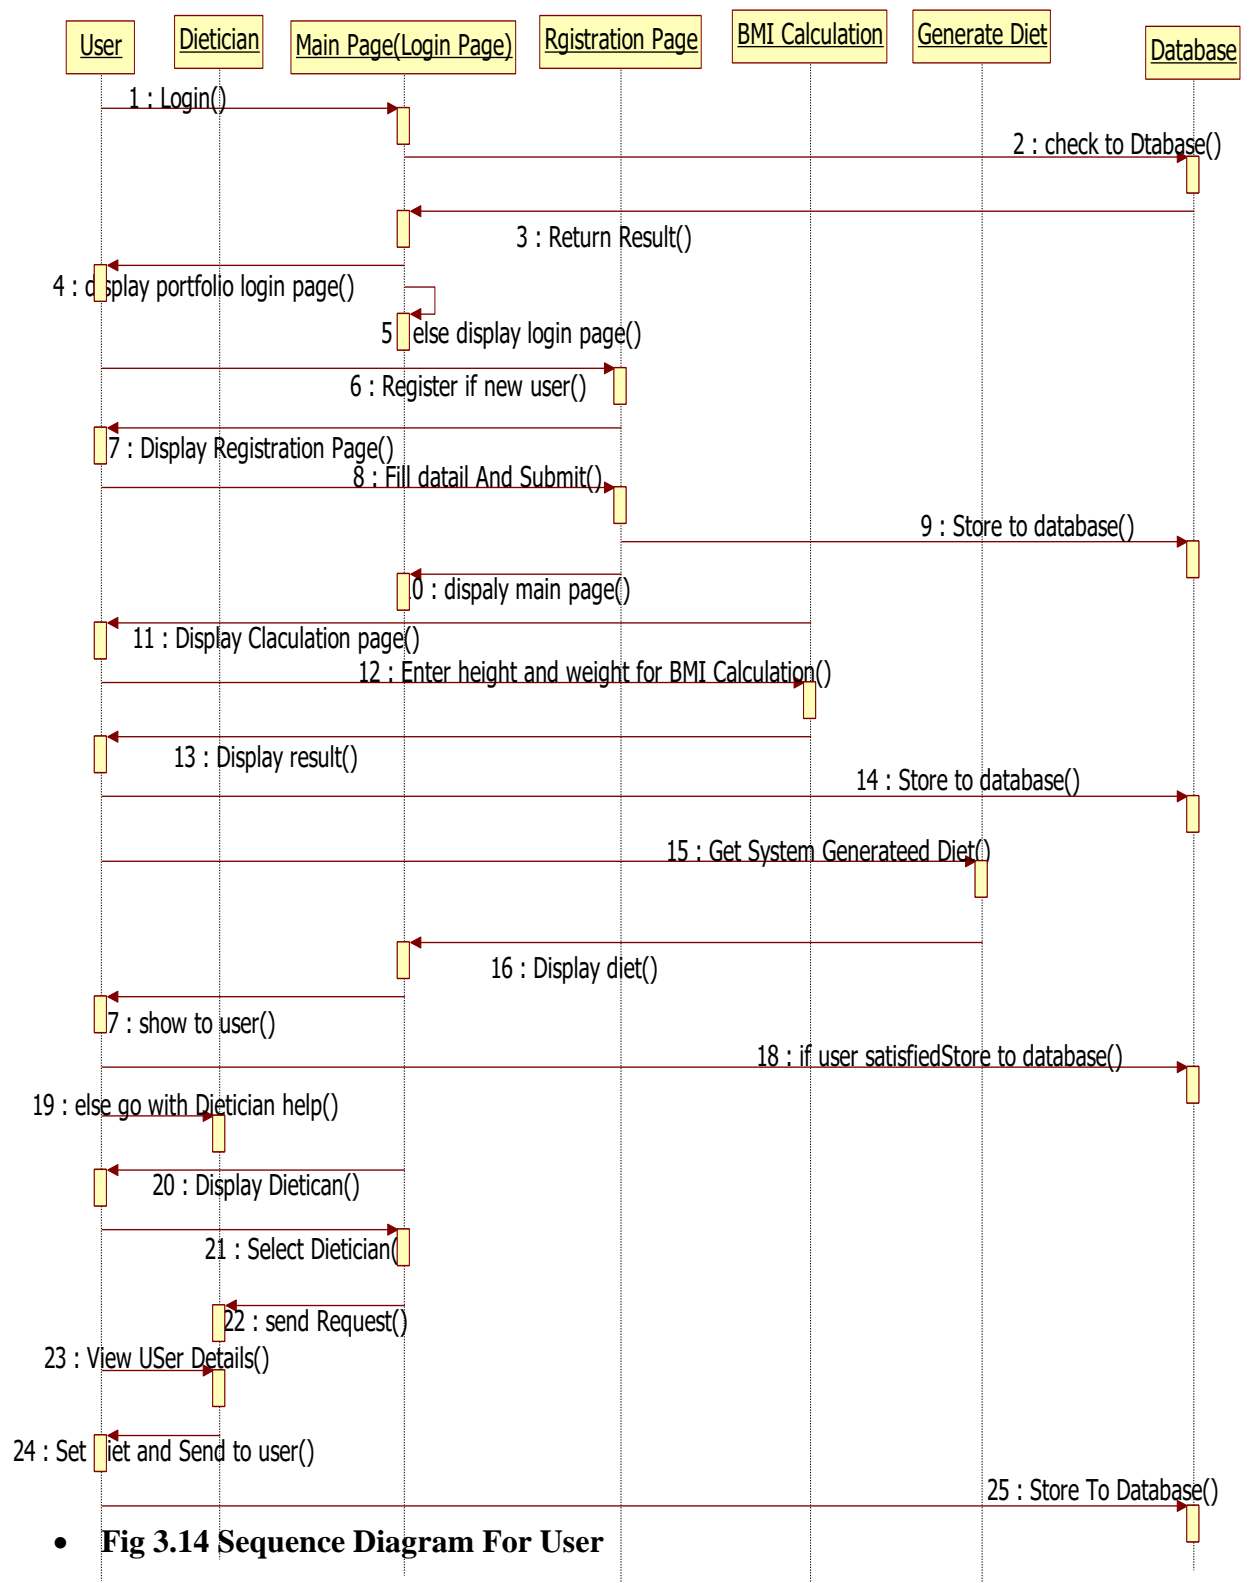 User
Dietician
Main Page(Login Page)
Rgistration Page
BMI Calculation
Generate Diet
Database
1 : Login()
2 : check to Dtabase()
3 : Return Result()
4 : display portfolio login page()
5 else display login page()
6 : Register if new user()
7 : Display Registration Page()
8 : Fill datail And Submit()
9 : Store to database()
0 : dispaly main page()
11 : Display Claculation page()
12 : Enter height and weight for BMI Calculation()
13 : Display result()
14 : Store to database()
15 : Get System Generateed Diet()
16 : Display diet()
7 : show to user()
18 : if user satisfiedStore to database()
19 : else go with Dietician help()
20 : Display Dietican()
21 : Select Dietician(
22 : send Request()
23 : View USer Details()
24 : Set iet and Send to user()
25 : Store To Database()
• Fig 3.14 Sequence Diagram For User